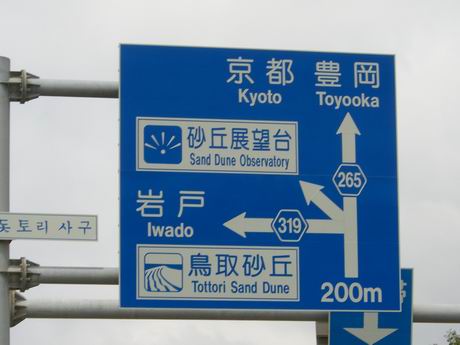 京都 豊岡
Kyoto Toyooka
砂丘展望台
Sand Dune Observatory
265
岩戸
Iwado
319
鳥取砂丘
Tottori Sand Dune
200m
돗토리 사구